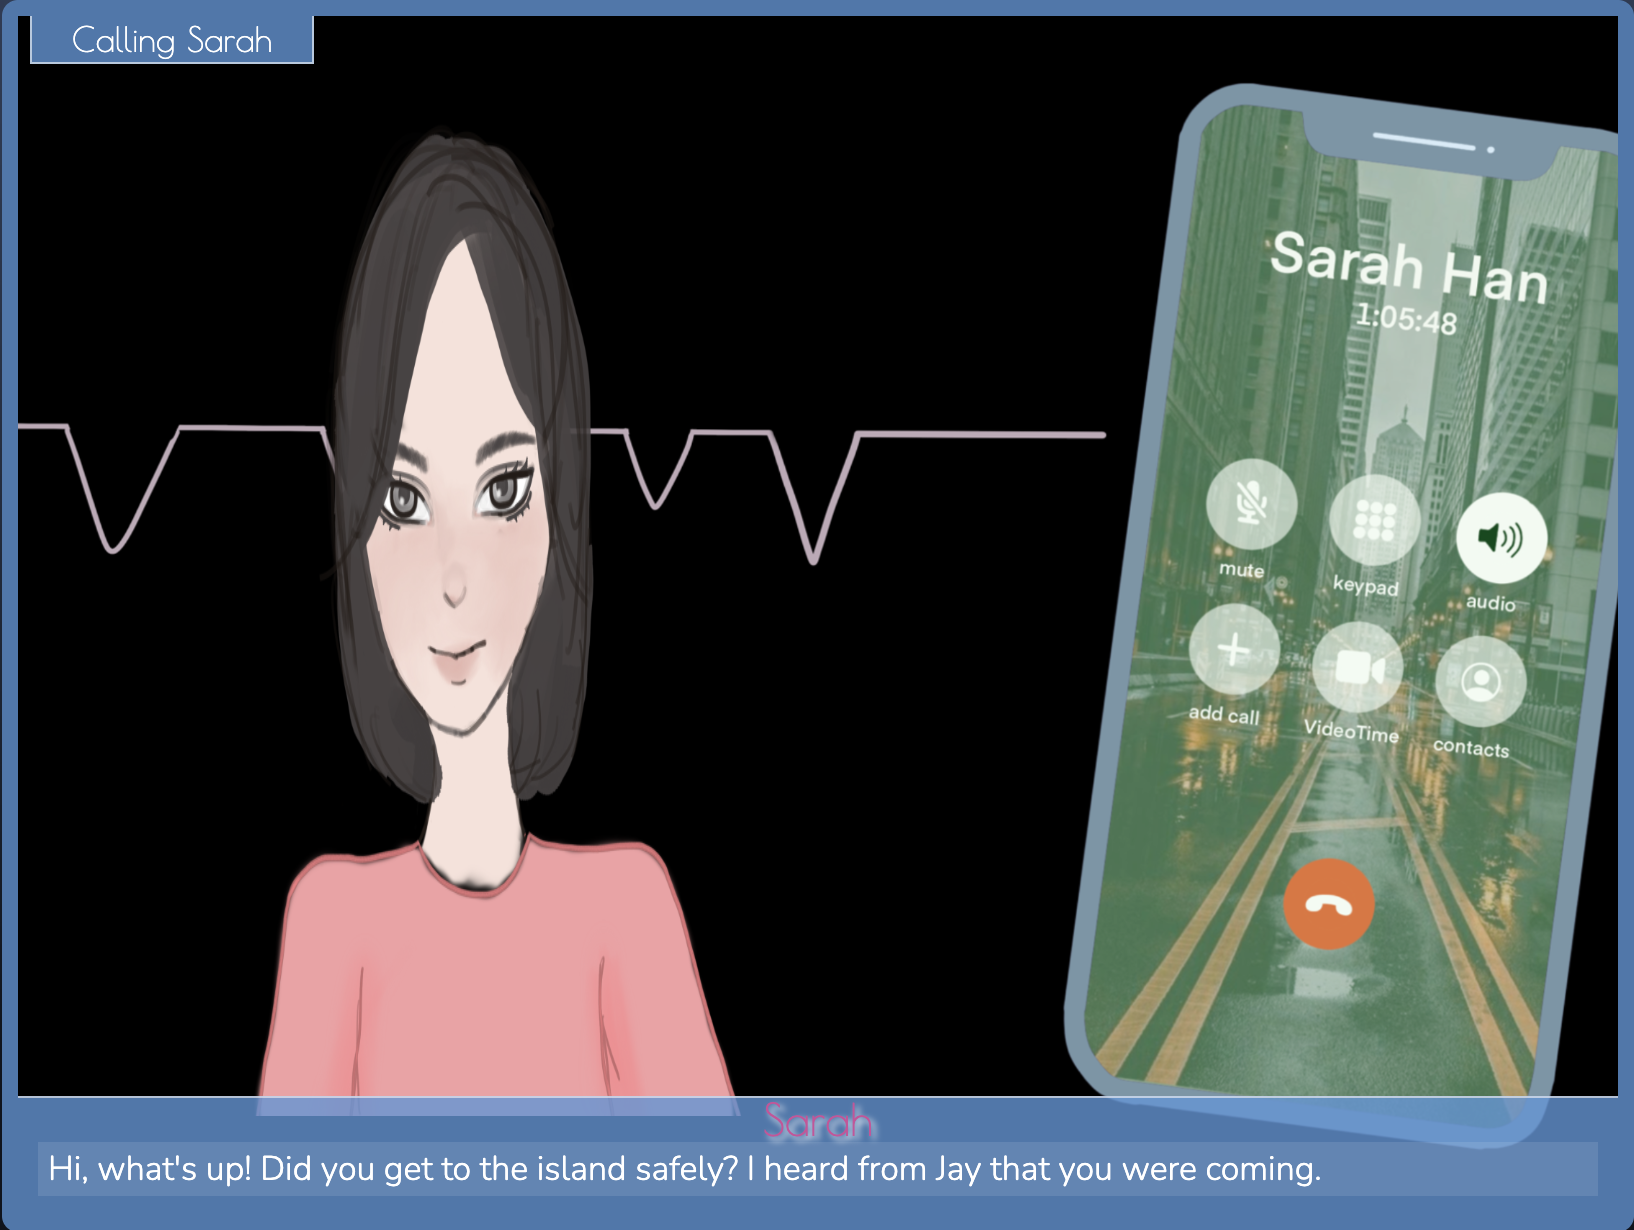 Calling Sarah
Sarah Han
1:05:48
mute
keypad
audio
add call
VideoTime
contacts
Sarah
Hi, what's up! Did you get to the island safely? I heard from Jay that you were coming.